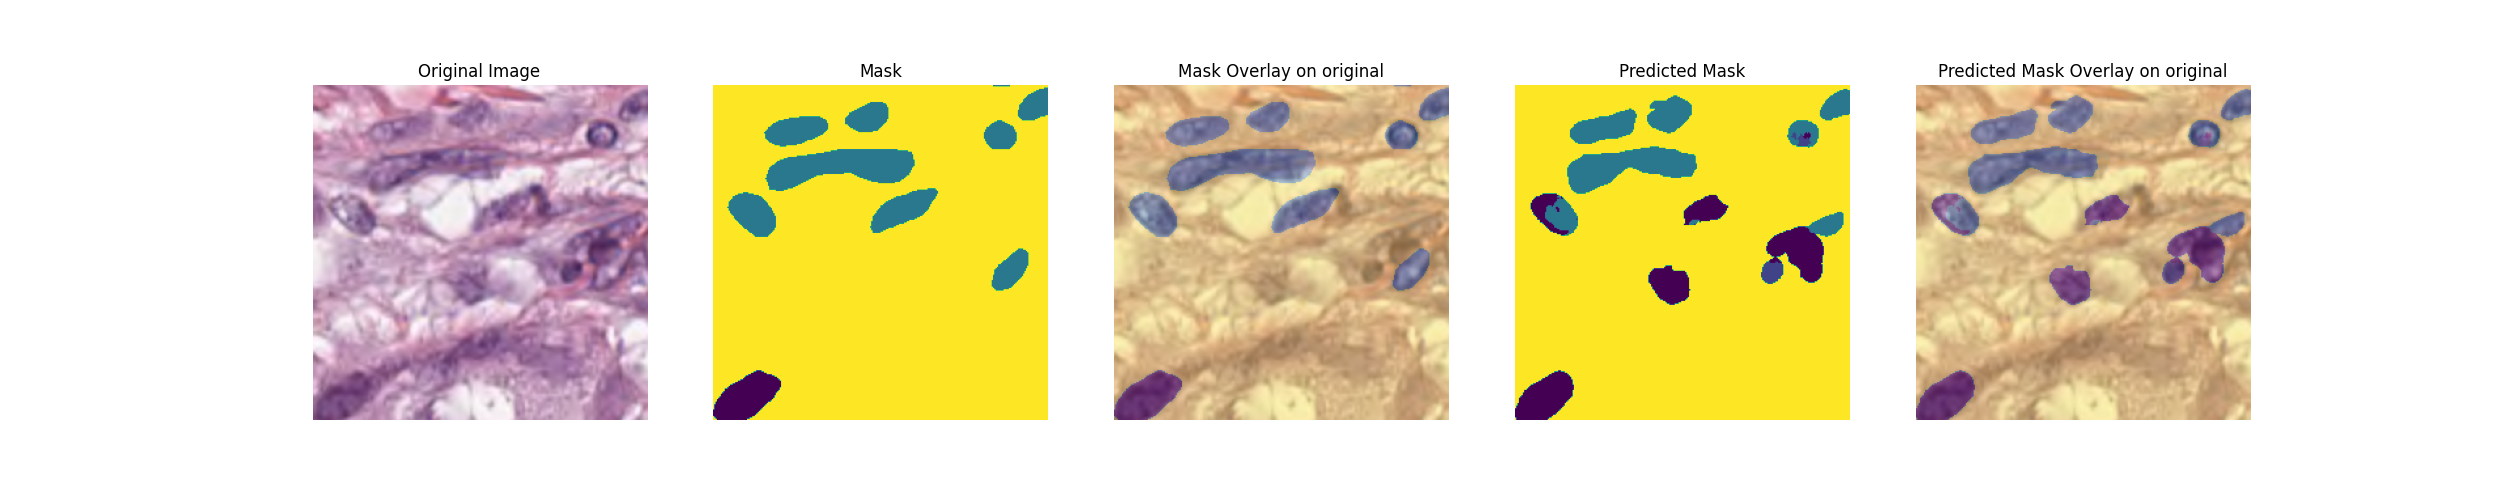 Original Image
Mask
Mask Overlay on original
Predicted Mask
Predicted Mask Overlay on original